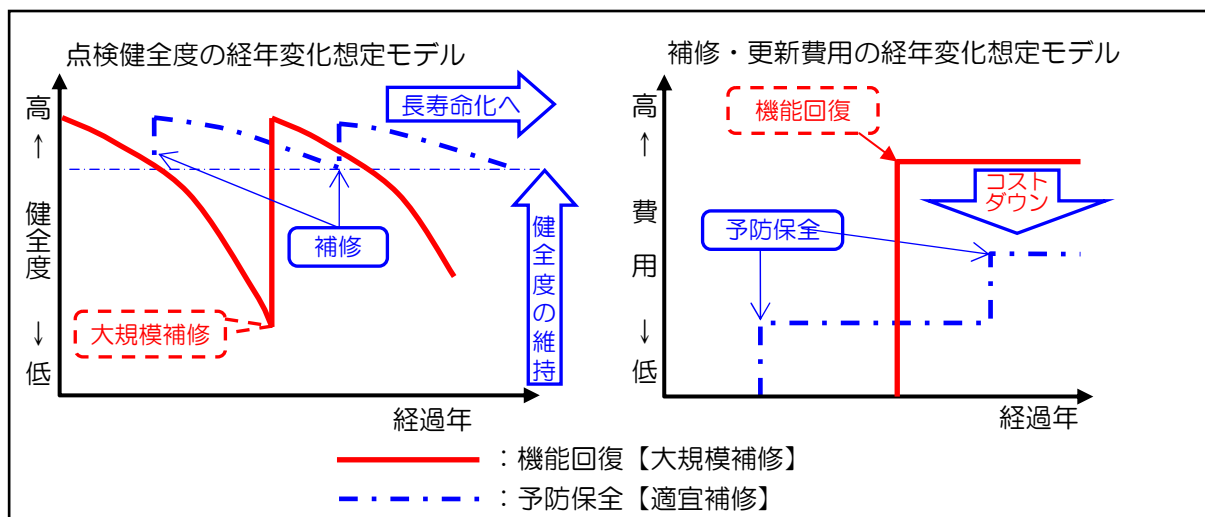 点検健全度の経年変化想定モデル
高
↑
健全度
↓
低
長寿命化へ
補修
大規模補修
健全度の維持
経過年
補修・更新費用の経年変化想定モデル
高
↑
費用
↓
低
機能回復
コスト
ダウン
予防保全
経過年
：機能回復【大規模補修】
：予防保全【適宜補修】